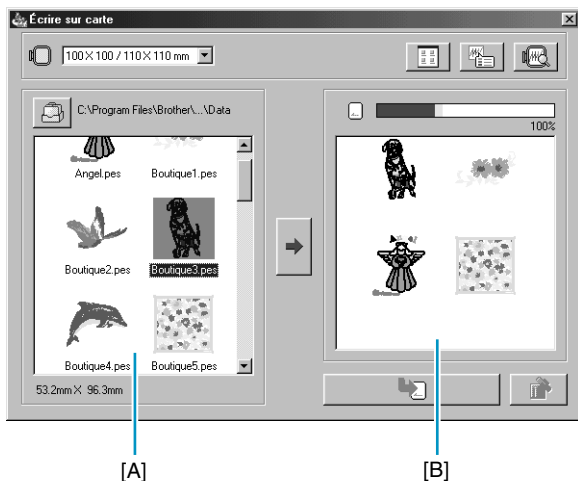 Écrire sur carte
100 X 100 / 110 X 110 mm
C:\Program Files\Brother\...\Data
100%
Angel.pes Boutique1.pes
Boutique2.pes Boutique3.pes
Boutique4.pes Boutique5.pes
53.2mm X 96.3mm
[A] [B]